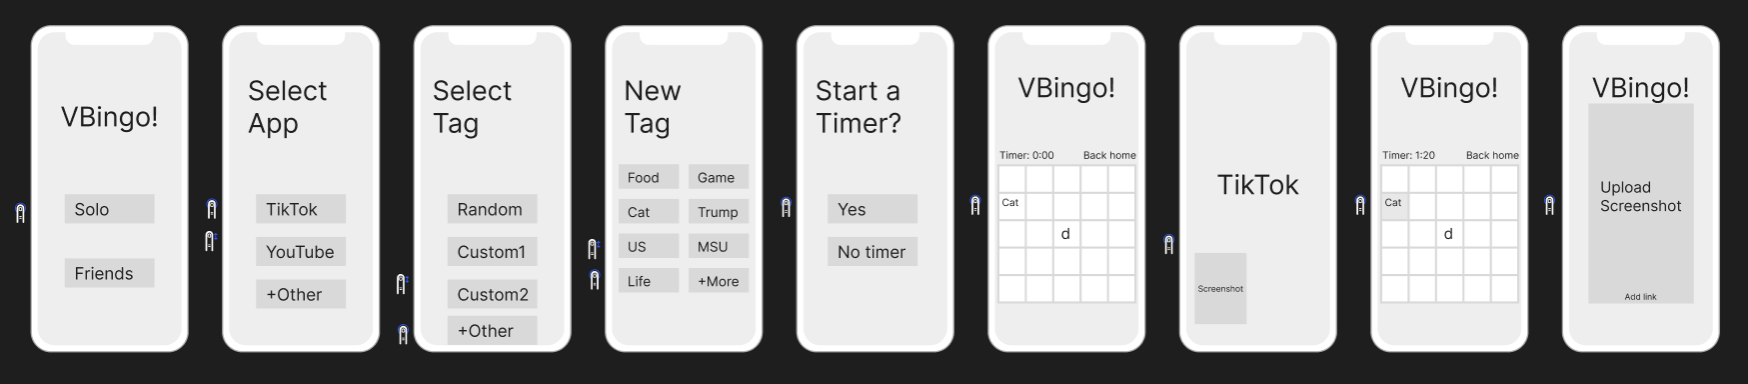 VBingo!
Solo
Friends
Select
App
TikTok
YouTube
+Other
Select
Tag
Random
Custom1
Custom2
+Other
New
Tag
Food
Game
Cat
Trump
US
MSU
Life
+More
Start a
Timer?
Yes
No timer
VBingo!
Timer: 0:00
Back home
Cat
d
TikTok
Screenshot
VBingo!
Timer: 1:20
Back home
Cat
d
VBingo!
Upload
Screenshot
Add link